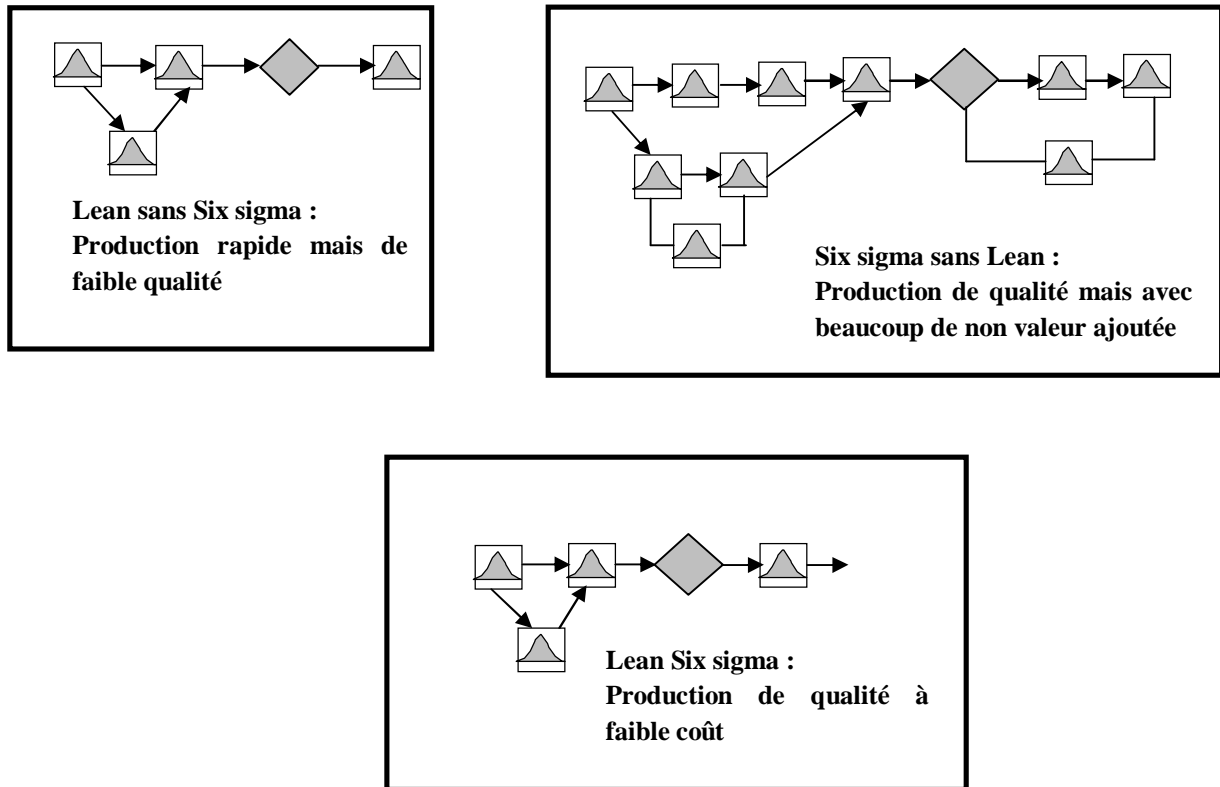 Lean sans Six sigma :
Production rapide mais de
faible qualité
Six sigma sans Lean :
Production de qualité mais avec
beaucoup de non valeur ajoutée
Lean Six sigma :
Production de qualité à
faible coût